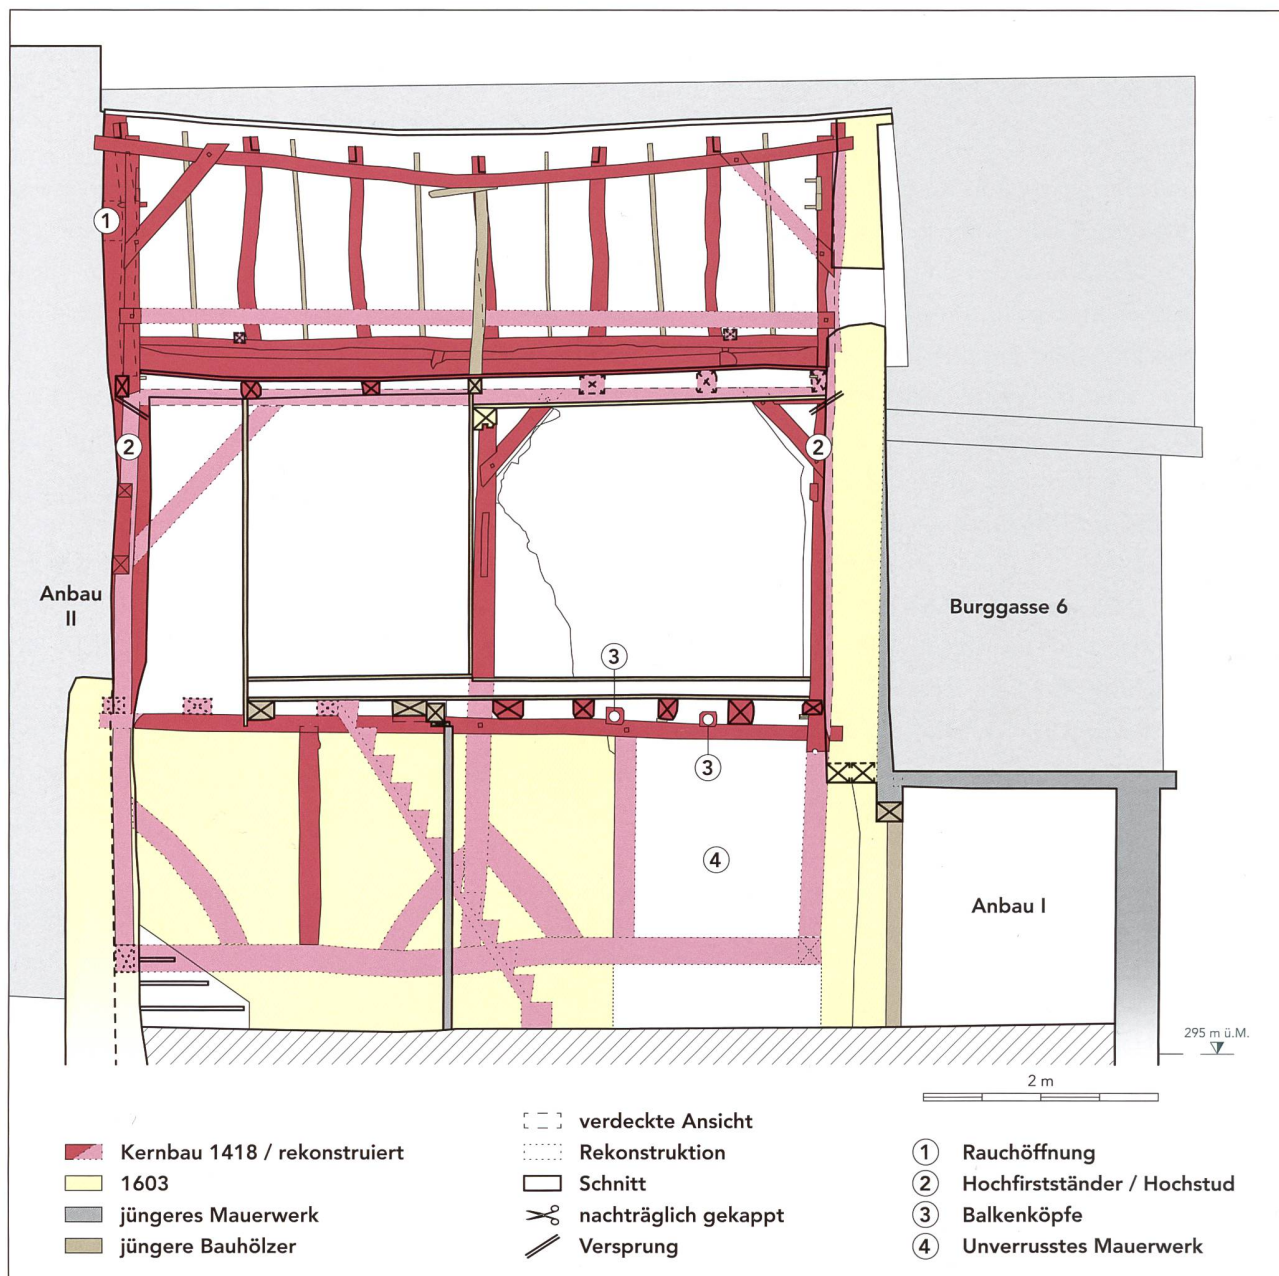 1
2
2
Anbau
II
Burggasse 6
3
3
4
Anbau I
295 m ü.M.
2 m
Kernbau 1418 / rekonstruiert
1603
jüngeres Mauerwerk
jüngere Bauhölzer
verdeckte Ansicht
Rekonstruktion
Schnitt
nachträglich gekappt
Versprung
1 Rauchöffnung
2 Hochfirstständer / Hochstud
3 Balkenköpfe
4 Unverrusstes Mauerwerk